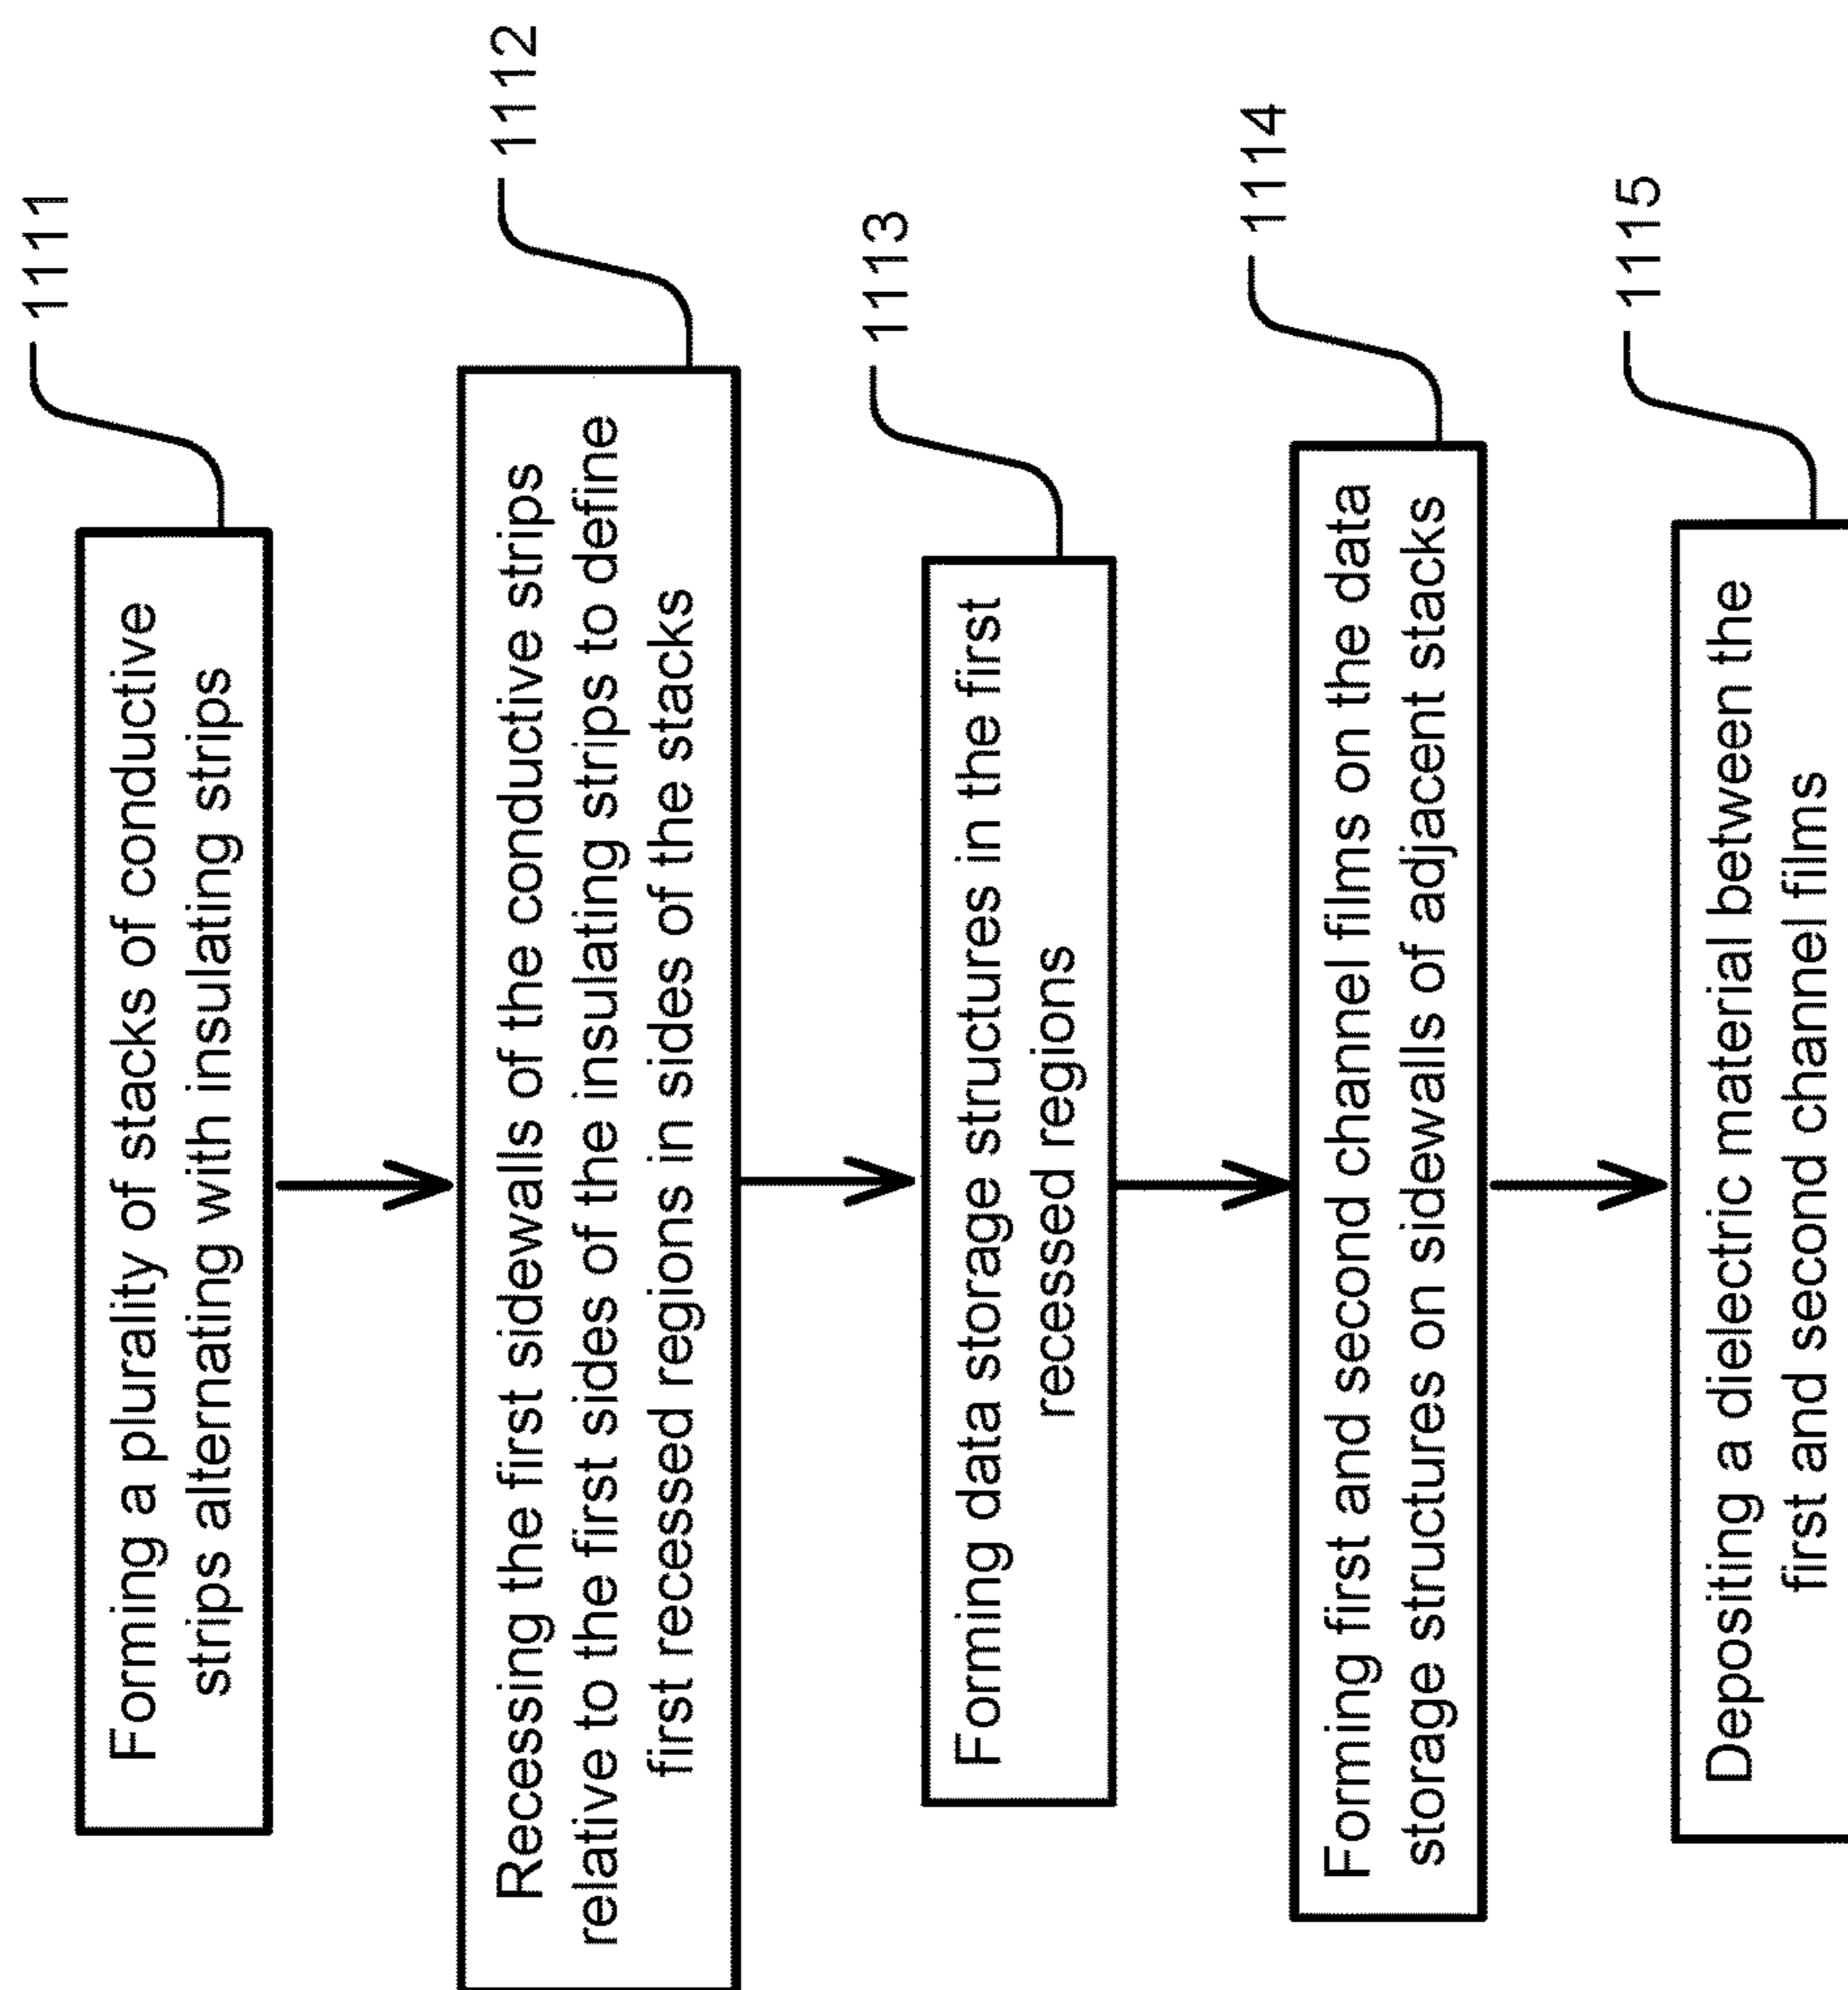 1111
Forming a plurality of stacks of conductive
strips alternating with insulating strips
1112
Recessing the first sidewalls of the conductive strips
relative to the first sides of the insulating strips to define
first recessed regions in sides of the stacks
1113
Forming data storage structures in the first
recessed regions
1114
Forming first and second channel films on the data
storage structures on sidewalls of adjacent stacks
1115
Depositing a dielectric material between the
first and second channel films